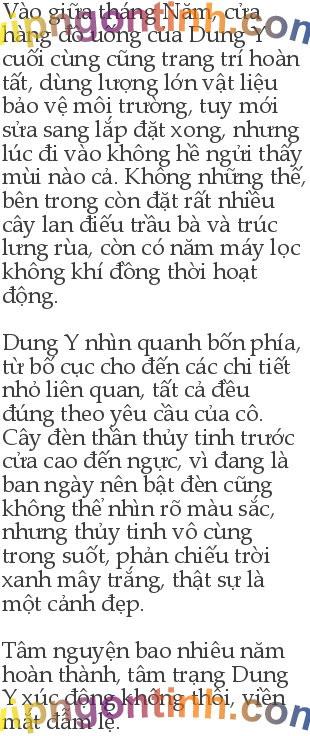 Vào giữa tháng Năm, cửa
hàng đồ uống của Dung Y
cuối cùng cũng trang trí hoàn
tất, dùng lượng lớn vật liệu
bảo vệ môi trường, tuy mới
sửa sang lắp đặt xong, nhưng
lúc đi vào không hề ngửi thấy
mùi nào cả. Không những thế,
bên trong còn đặt rất nhiều
cây lan điếu trầu bà và trúc
lưng rùa, còn có năm máy lọc
không khí đồng thời hoạt
động.
Dung Y nhìn quanh bốn phía,
từ bố cục cho đến các chi tiết
nhỏ liên quan, tất cả đều
đúng theo yêu cầu của cô.
Cây đèn thần thủy tinh trước
cửa cao đến ngực, vì đang là
ban ngày nên bật đèn cũng
không thể nhìn rõ màu sắc,
nhưng thủy tinh vô cùng
trong suốt, phản chiếu trời
xanh mây trắng, thật sự là
một cảnh đẹp.
Tâm nguyện bao nhiêu năm
hoàn thành, tâm trạng Dung
Y xúc động không thôi, viền
mắt đẫm lệ.
vipngontinh.com
vipngontinh.com